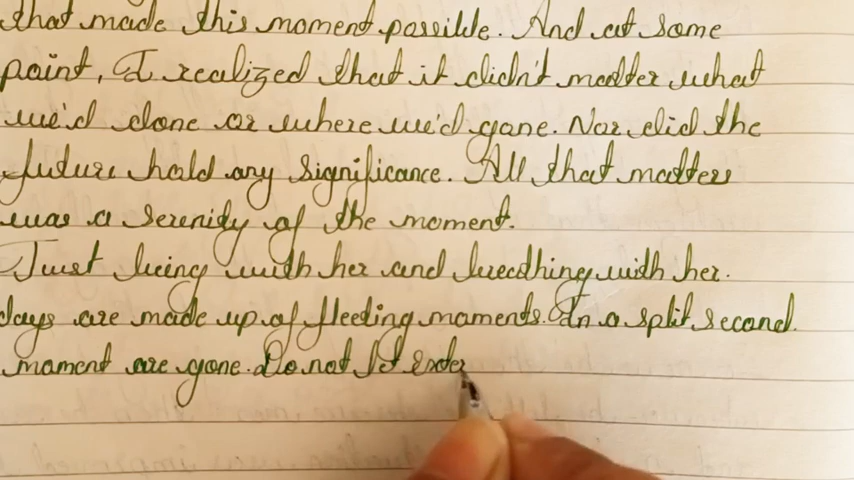 that made this moment possible. And at some
point, I realized that it didn't matter what
we'd done or where we'd gone. Nor did the
future hold any significance. All that matters
was a serenity of the moment.
Just being with her and breathing with her.
days are made up of fleeting moments. In a split second.
moment are gone. Do not let exter